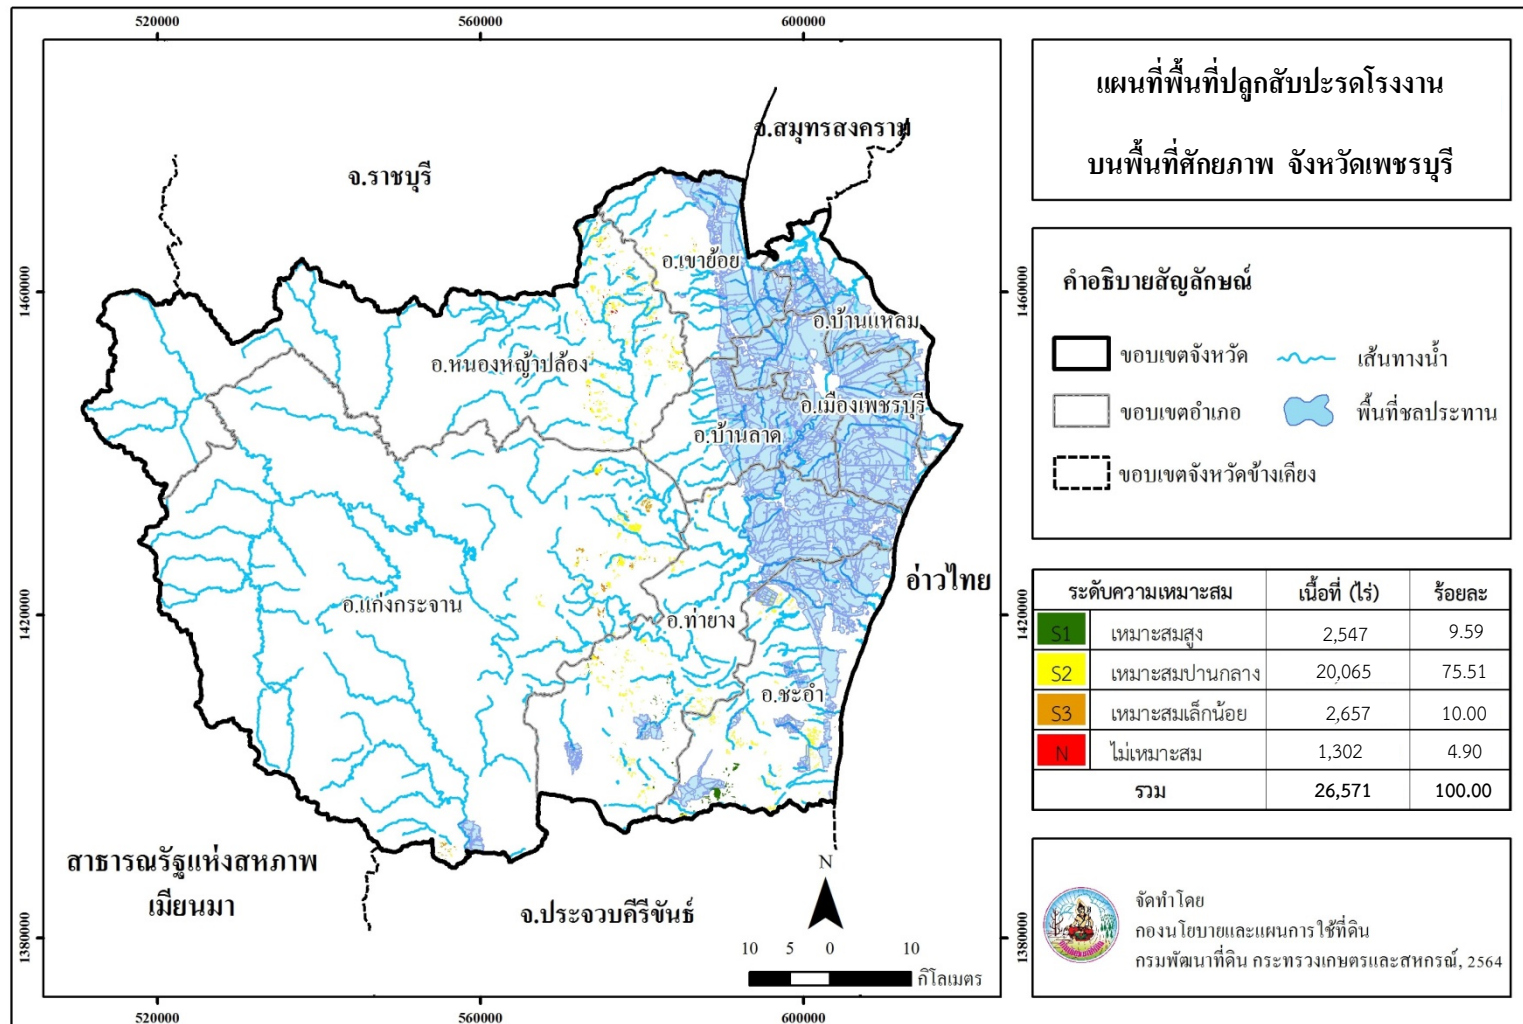 520000 560000 600000
แผนที่พื้นที่ปลูกสับปะรดโรงงาน
บนพื้นที่ศักยภาพ จังหวัดเพชรบุรี
จ.สมุทรสงคราม
จ.ราชบุรี
อ.เขาย้อย
อ.บ้านแหลม
อ.หนองหญ้าปล้อง
อ.เมืองเพชรบุรี
อ.บ้านลาด
อ่าวไทย
อ.แก่งกระจาน
อ.ท่ายาง
อ.ชะอำ
สาธารณรัฐแห่งสหภาพ
เมียนมา
จ.ประจวบคีรีขันธ์
N
10 5 0 10
กิโลเมตร
1460000 1460000
1420000 1420000
1380000 1380000
520000 560000 600000
คำอธิบายสัญลักษณ์
ขอบเขตจังหวัด เส้นทางน้ำ
ขอบเขตอำเภอ พื้นที่ชลประทาน
ขอบเขตจังหวัดข้างเคียง
ระดับความเหมาะสม เนื้อที่ (ไร่) ร้อยละ
S1 เหมาะสมสูง 2,547 9.59
S2 เหมาะสมปานกลาง 20,065 75.51
S3 เหมาะสมเล็กน้อย 2,657 10.00
N ไม่เหมาะสม 1,302 4.90
รวม 26,571 100.00
จัดทำโดย
กองนโยบายและแผนการใช้ที่ดิน
กรมพัฒนาที่ดิน กระทรวงเกษตรและสหกรณ์, 2564